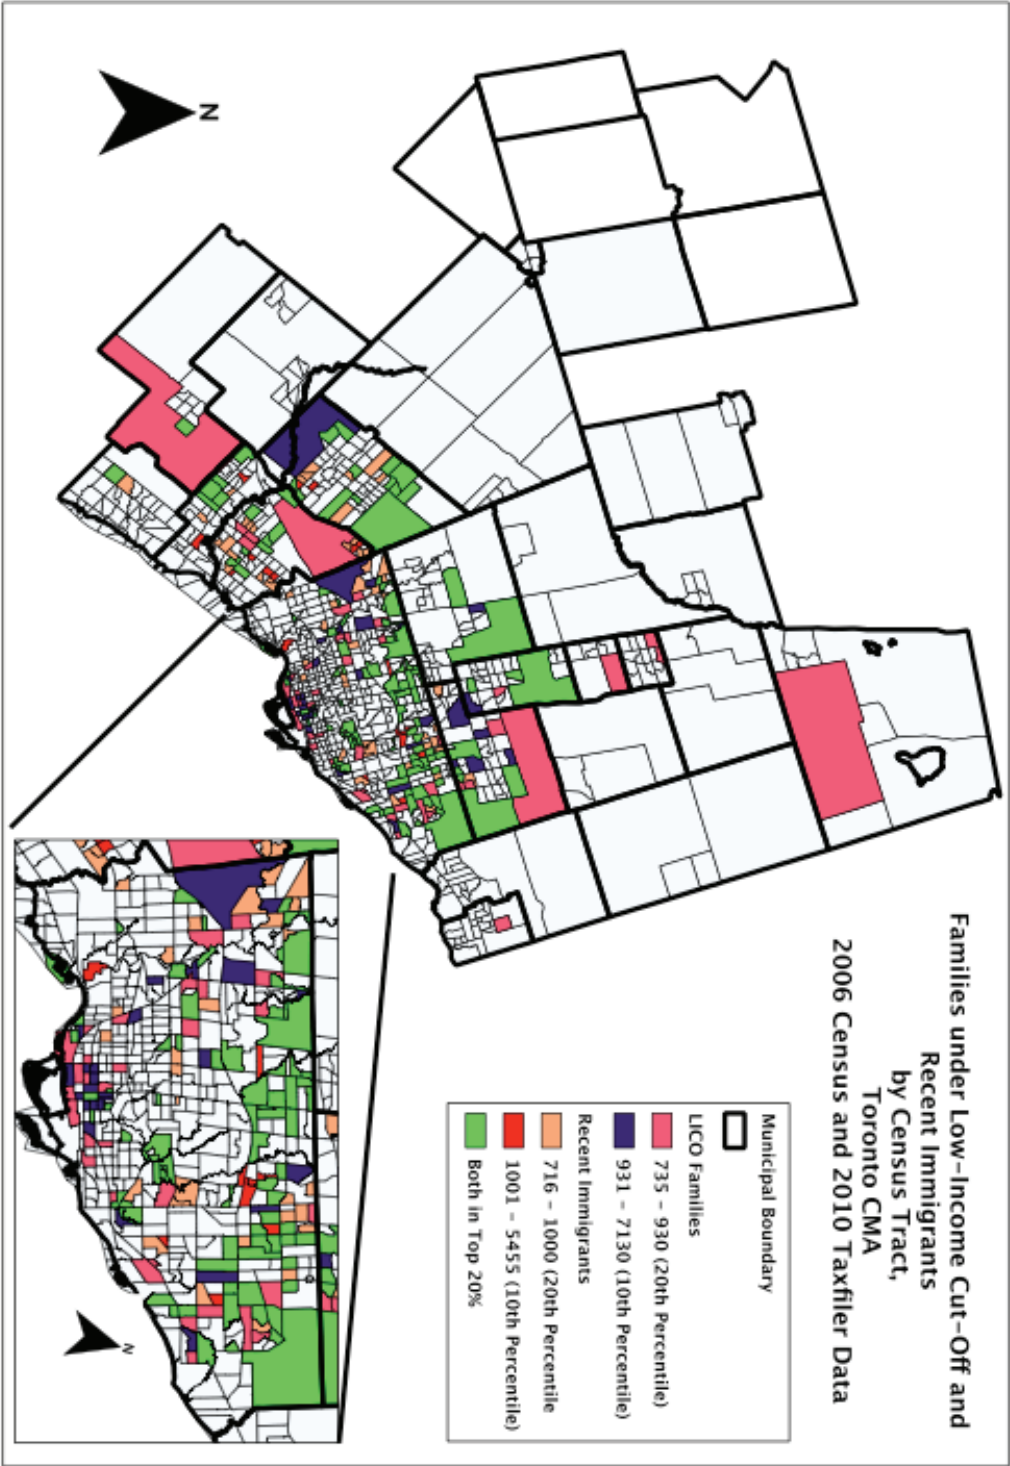 Families under Low-Income Cut-Off and
Recent Immigrants
by Census Tract,
Toronto CMA
2006 Census and 2010 Taxfiler Data
Municipal Boundary
LICO Families
735 - 930 (20th Percentile)
931 - 7130 (10th Percentile)
Recent Immigrants
716 - 1000 (20th Percentile
1001 - 5455 (10th Percentile)
Both in Top 20%
N
N